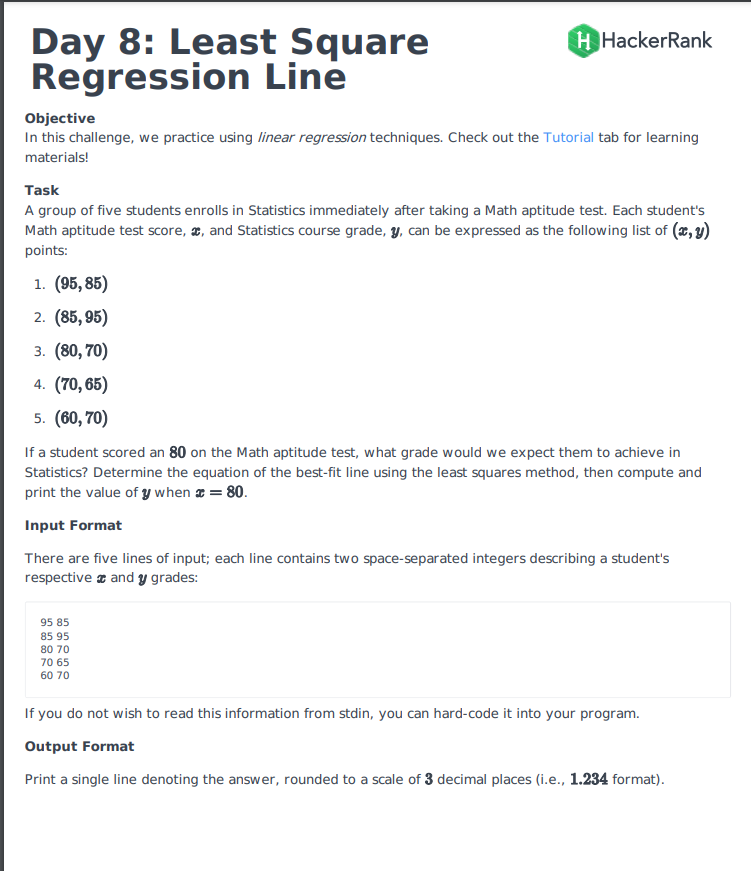 Day 8: Least Square
Regression Line
HackerRank
Objective
In this challenge, we practice using linear regression techniques. Check out the Tutorial tab for learning
materials!
Task
A group of five students enrolls in Statistics immediately after taking a Math aptitude test. Each student's
Math aptitude test score, x, and Statistics course grade, y, can be expressed as the following list of (x, y)
points:
1. (95, 85)
2. (85, 95)
3. (80, 70)
4. (70, 65)
5. (60, 70)
If a student scored an 80 on the Math aptitude test, what grade would we expect them to achieve in
Statistics? Determine the equation of the best-fit line using the least squares method, then compute and
print the value of y when x = 80.
Input Format
There are five lines of input; each line contains two space-separated integers describing a student's
respective x and y grades:
95 85
85 95
80 70
70 65
60 70
If you do not wish to read this information from stdin, you can hard-code it into your program.
Output Format
Print a single line denoting the answer, rounded to a scale of 3 decimal places (i.e., 1.234 format).